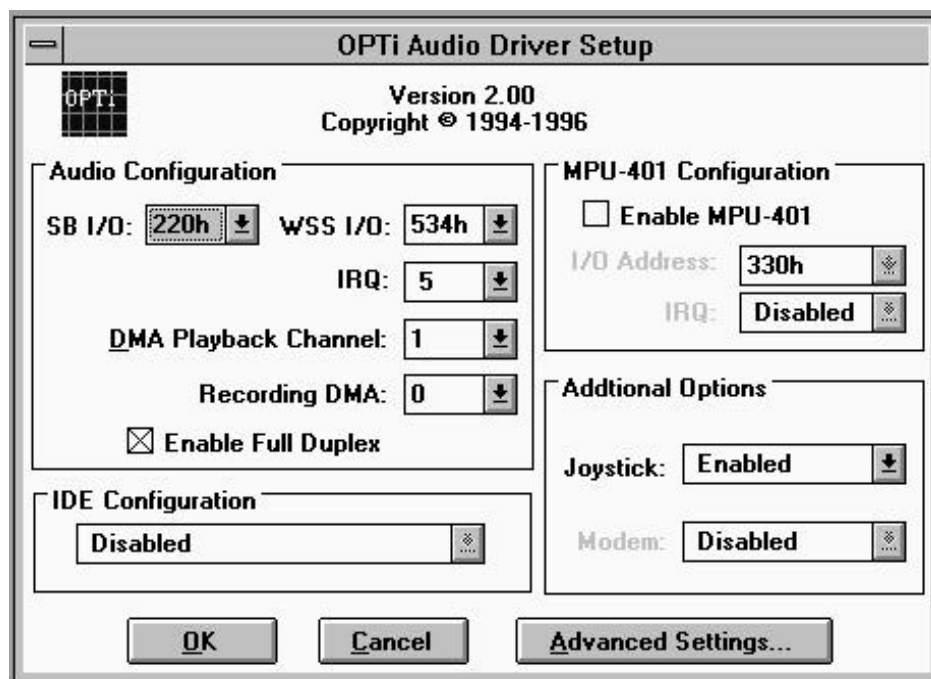 OPTi Audio Driver Setup
OPTi
Version 2.00
Copyright © 1994-1996
Audio Configuration
SB I/O: 220h WSS I/O: 534h
IRQ: 5
DMA Playback Channel: 1
Recording DMA: 0
Enable Full Duplex
IDE Configuration
Disabled
MPU-401 Configuration
Enable MPU-401
I/O Address: 330h
IRQ: Disabled
Addtional Options
Joystick: Enabled
Modem: Disabled
OK Cancel Advanced Settings...